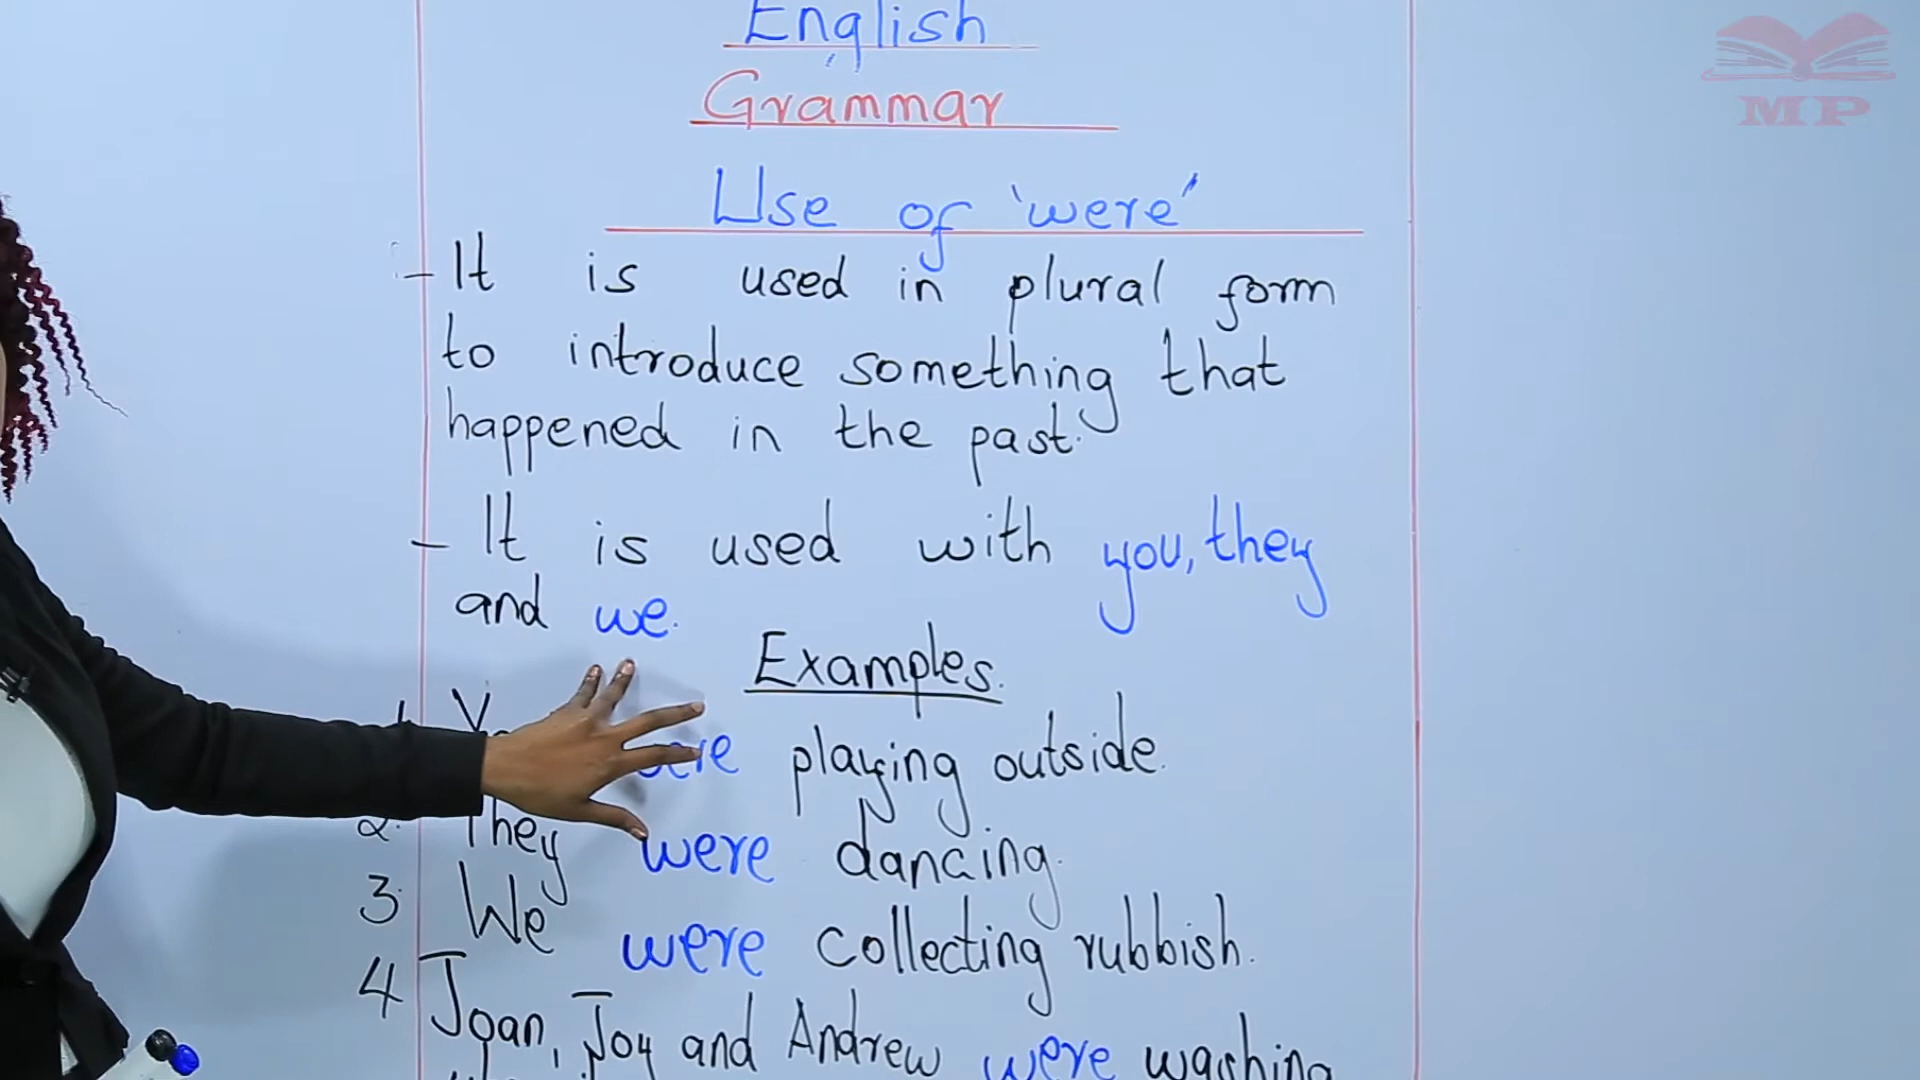 English
Grammar
Use of 'were'
- It is used in plural form
to introduce something that
happened in the past.
- It is used with you, they
and we.
Examples.
1. were playing outside.
2. They were dancing.
3. We were collecting rubbish.
4 Joan, Joy and Andrew were washing
MP